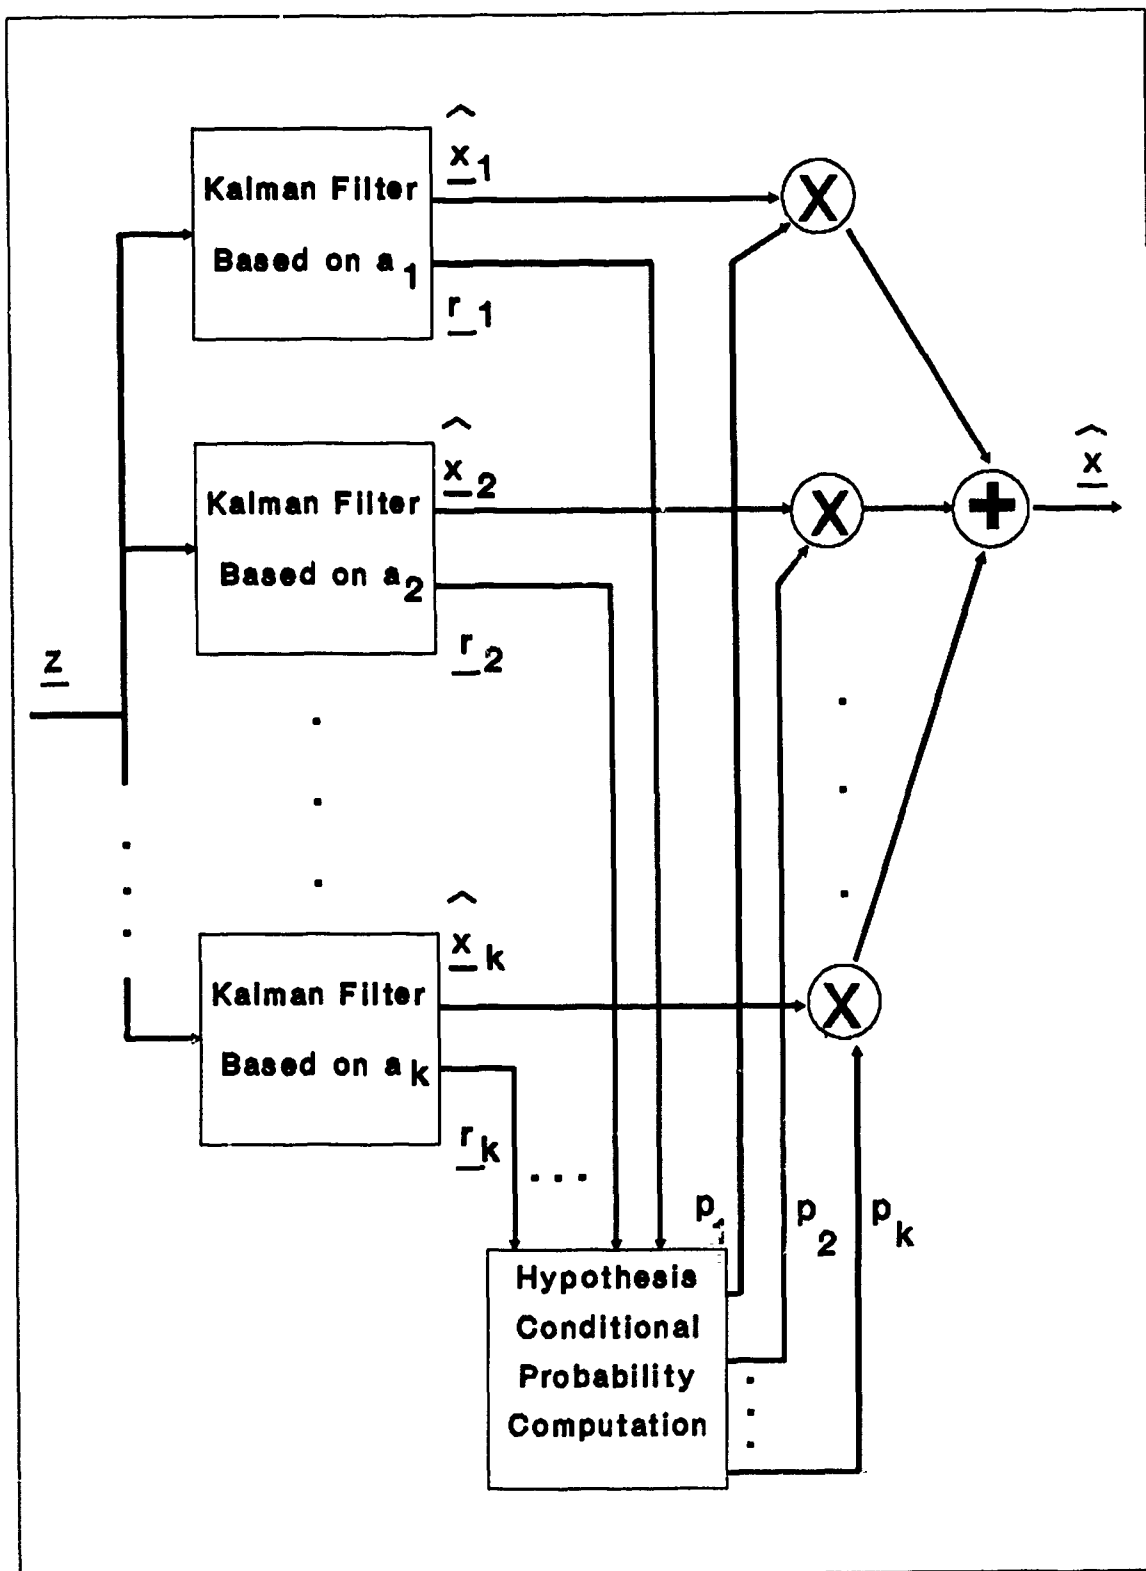 x̂1
Kalman Filter
Based on a1
r1
X
x̂2
Kalman Filter
Based on a2
r2
X
+
x̂
z
x̂k
Kalman Filter
Based on ak
rk
X
...
p1
p2
pk
Hypothesis
Conditional
Probability
Computation